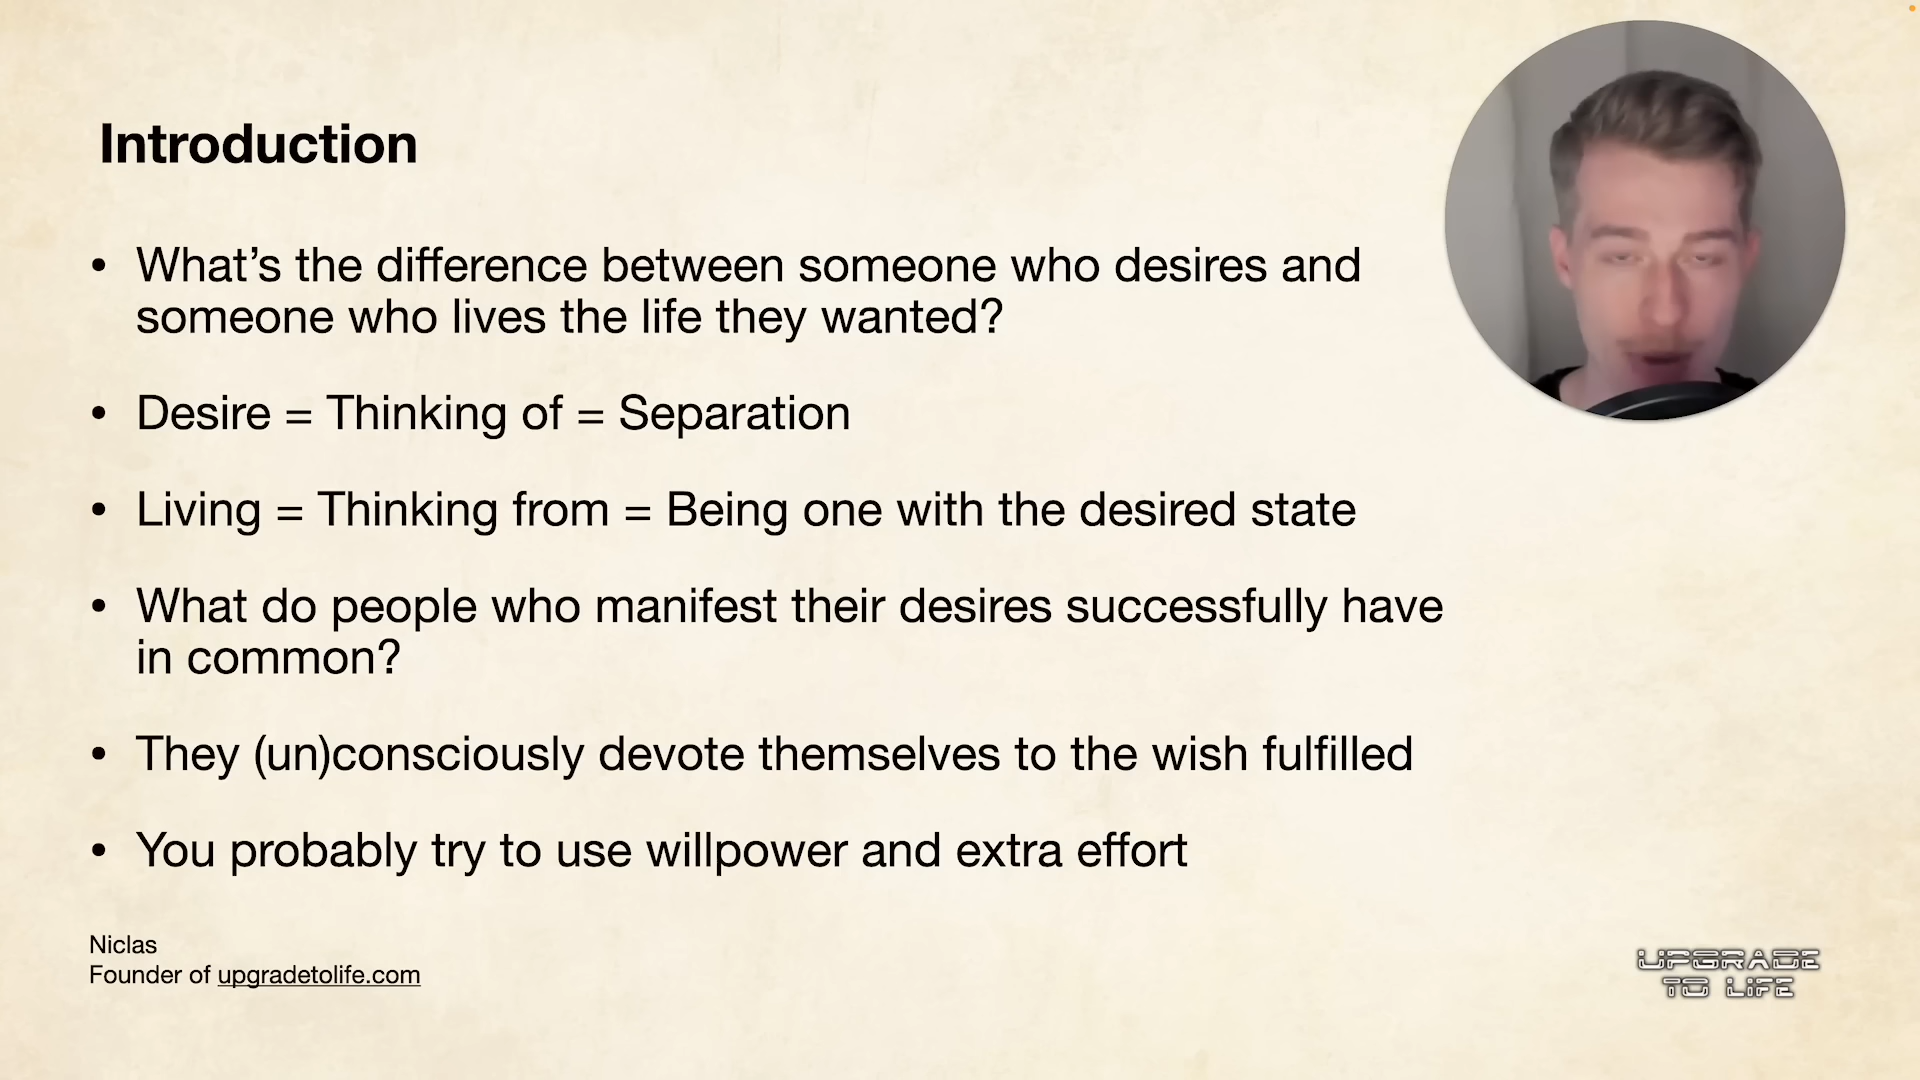 Introduction
• What’s the difference between someone who desires and
someone who lives the life they wanted?
• Desire = Thinking of = Separation
• Living = Thinking from = Being one with the desired state
• What do people who manifest their desires successfully have
in common?
• They (un)consciously devote themselves to the wish fulfilled
• You probably try to use willpower and extra effort
Niclas
Founder of upgradetolife.com
UPGRADE
TO LIFE